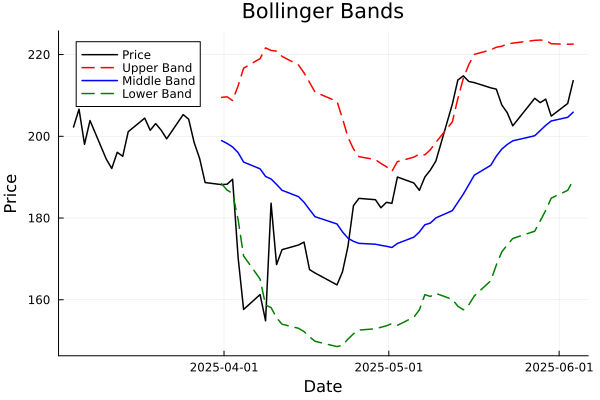 Bollinger Bands
Price
Upper Band
Middle Band
Lower Band
220
200
180
160
Price
2025-04-01
2025-05-01
2025-06-01
Date